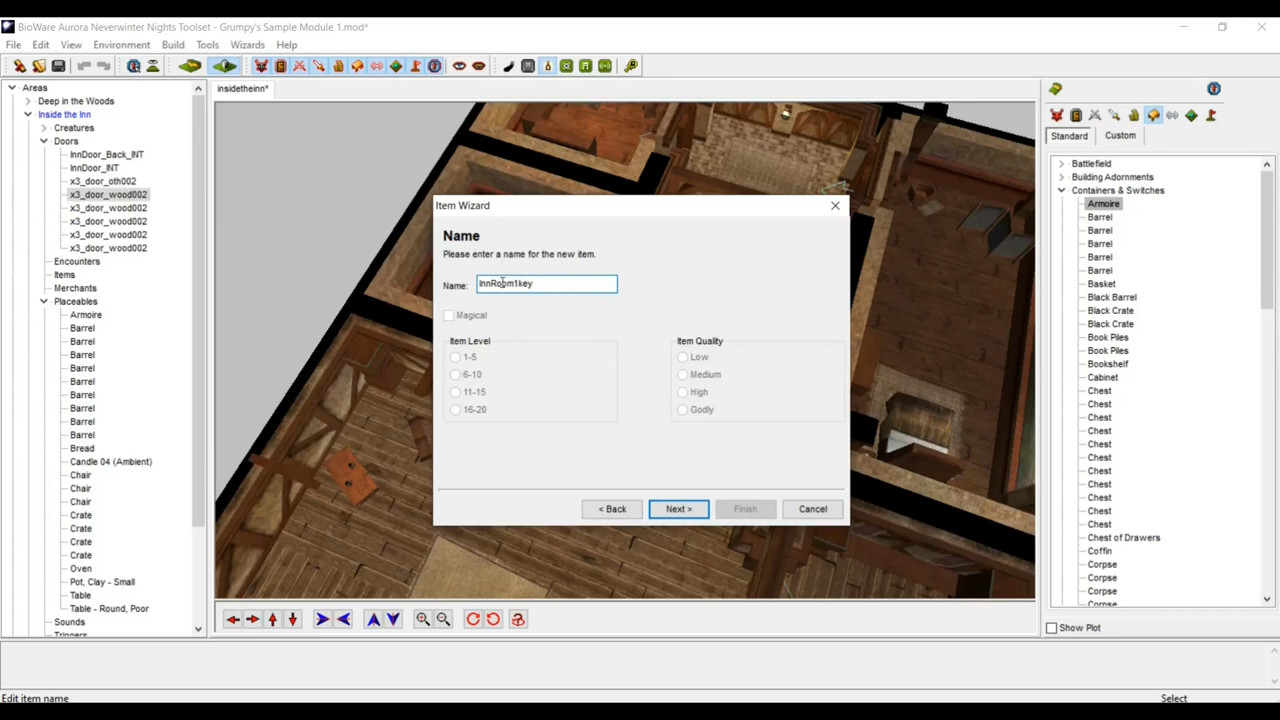 BioWare Aurora Neverwinter Nights Toolset - Grumpy's Sample Module 1.mod*
File Edit View Environment Build Tools Wizards Help
Areas
Deep in the Woods
Inside the Inn
Creatures
Doors
InnDoor_Back_INT
InnDoor_INT
x3_door_oth002
x3_door_wood002
x3_door_wood002
x3_door_wood002
x3_door_wood002
x3_door_wood002
Encounters
Items
Merchants
Placeables
Armoire
Barrel
Barrel
Barrel
Barrel
Barrel
Barrel
Barrel
Barrel
Barrel
Bread
Candle 04 (Ambient)
Chair
Chair
Chair
Crate
Crate
Crate
Crate
Oven
Pot, Clay - Small
Table
Table - Round, Poor
Sounds
Triggers
insidetheinn*
Item Wizard
Name
Please enter a name for the new item.
Name: InnRoom1key
Magical
Item Level
1-5
6-10
11-15
16-20
Item Quality
Low
Medium
High
Godly
< Back Next > Finish Cancel
Standard Custom
Battlefield
Building Adornments
Containers & Switches
Armoire
Barrel
Barrel
Barrel
Barrel
Barrel
Basket
Black Barrel
Black Crate
Black Crate
Book Piles
Book Piles
Bookshelf
Cabinet
Chest
Chest
Chest
Chest
Chest
Chest
Chest
Chest
Chest
Chest
Chest
Chest of Drawers
Coffin
Corpse
Corpse
Corpse
Corpse
Show Plot
Edit item name
Select